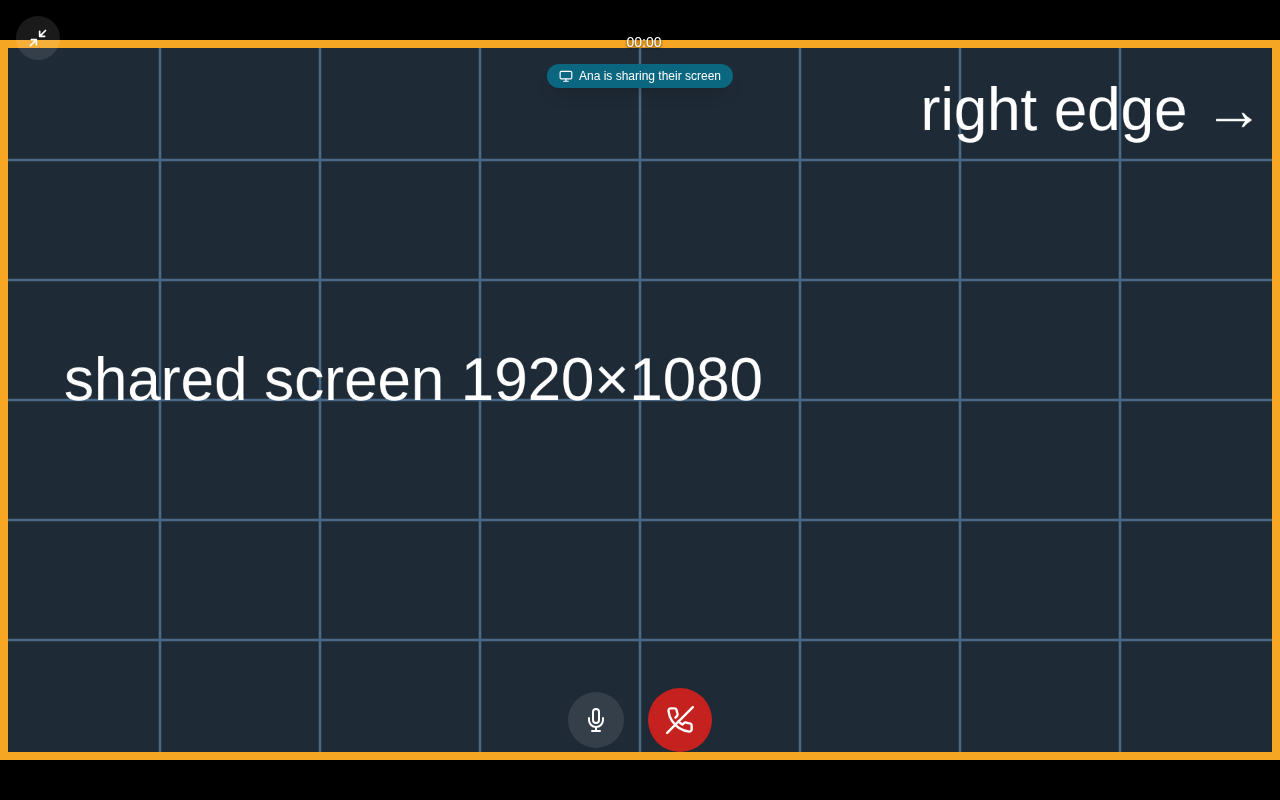 00:00
Ana is sharing their screen
right edge →
shared screen 1920×1080